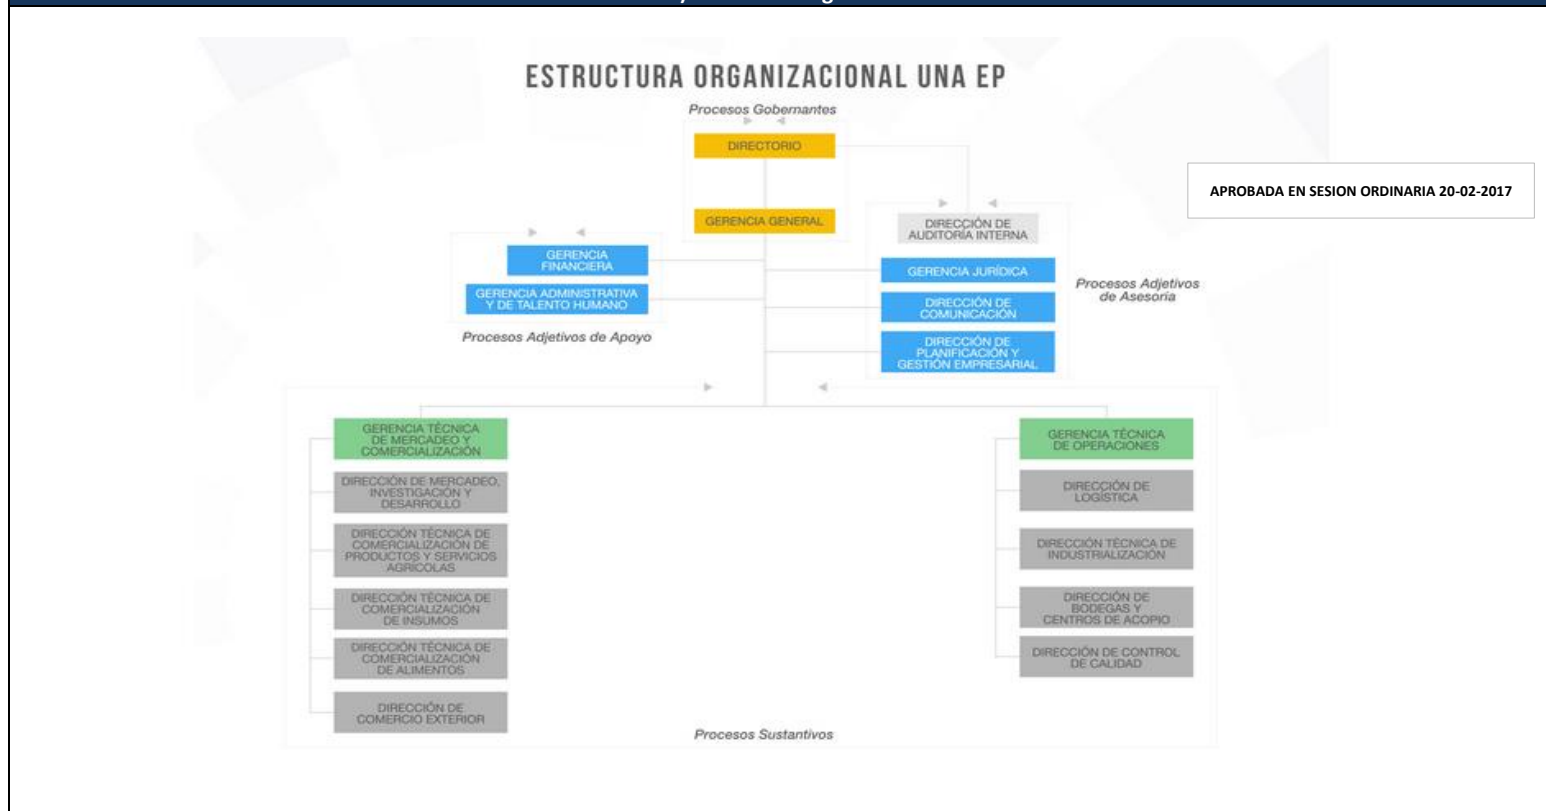 ESTRUCTURA ORGANIZACIONAL UNA EP
Procesos Gobernantes
DIRECTORIO
APROBADA EN SESION ORDINARIA 20-02-2017
GERENCIA GENERAL
DIRECCIÓN DE
AUDITORÍA INTERNA
GERENCIA
FINANCIERA
GERENCIA ADMINISTRATIVA
Y DE TALENTO HUMANO
Procesos Adjetivos de Apoyo
GERENCIA JURÍDICA
DIRECCIÓN DE
COMUNICACIÓN
DIRECCIÓN DE
PLANIFICACIÓN Y
GESTIÓN EMPRESARIAL
Procesos Adjetivos
de Asesoría
GERENCIA TÉCNICA
DE MERCADEO Y
COMERCIALIZACIÓN
DIRECCIÓN DE MERCADEO,
INVESTIGACIÓN Y
DESARROLLO
DIRECCIÓN TÉCNICA DE
COMERCIALIZACIÓN DE
PRODUCTOS Y SERVICIOS
AGRÍCOLAS
DIRECCIÓN TÉCNICA DE
COMERCIALIZACIÓN
DE INSUMOS
DIRECCIÓN TÉCNICA DE
COMERCIALIZACIÓN
DE ALIMENTOS
DIRECCIÓN DE
COMERCIO EXTERIOR
GERENCIA TÉCNICA
DE OPERACIONES
DIRECCIÓN DE
LOGÍSTICA
DIRECCIÓN TÉCNICA DE
INDUSTRIALIZACIÓN
DIRECCIÓN DE
BODEGAS Y
CENTROS DE ACOPIO
DIRECCIÓN DE CONTROL
DE CALIDAD
Procesos Sustantivos